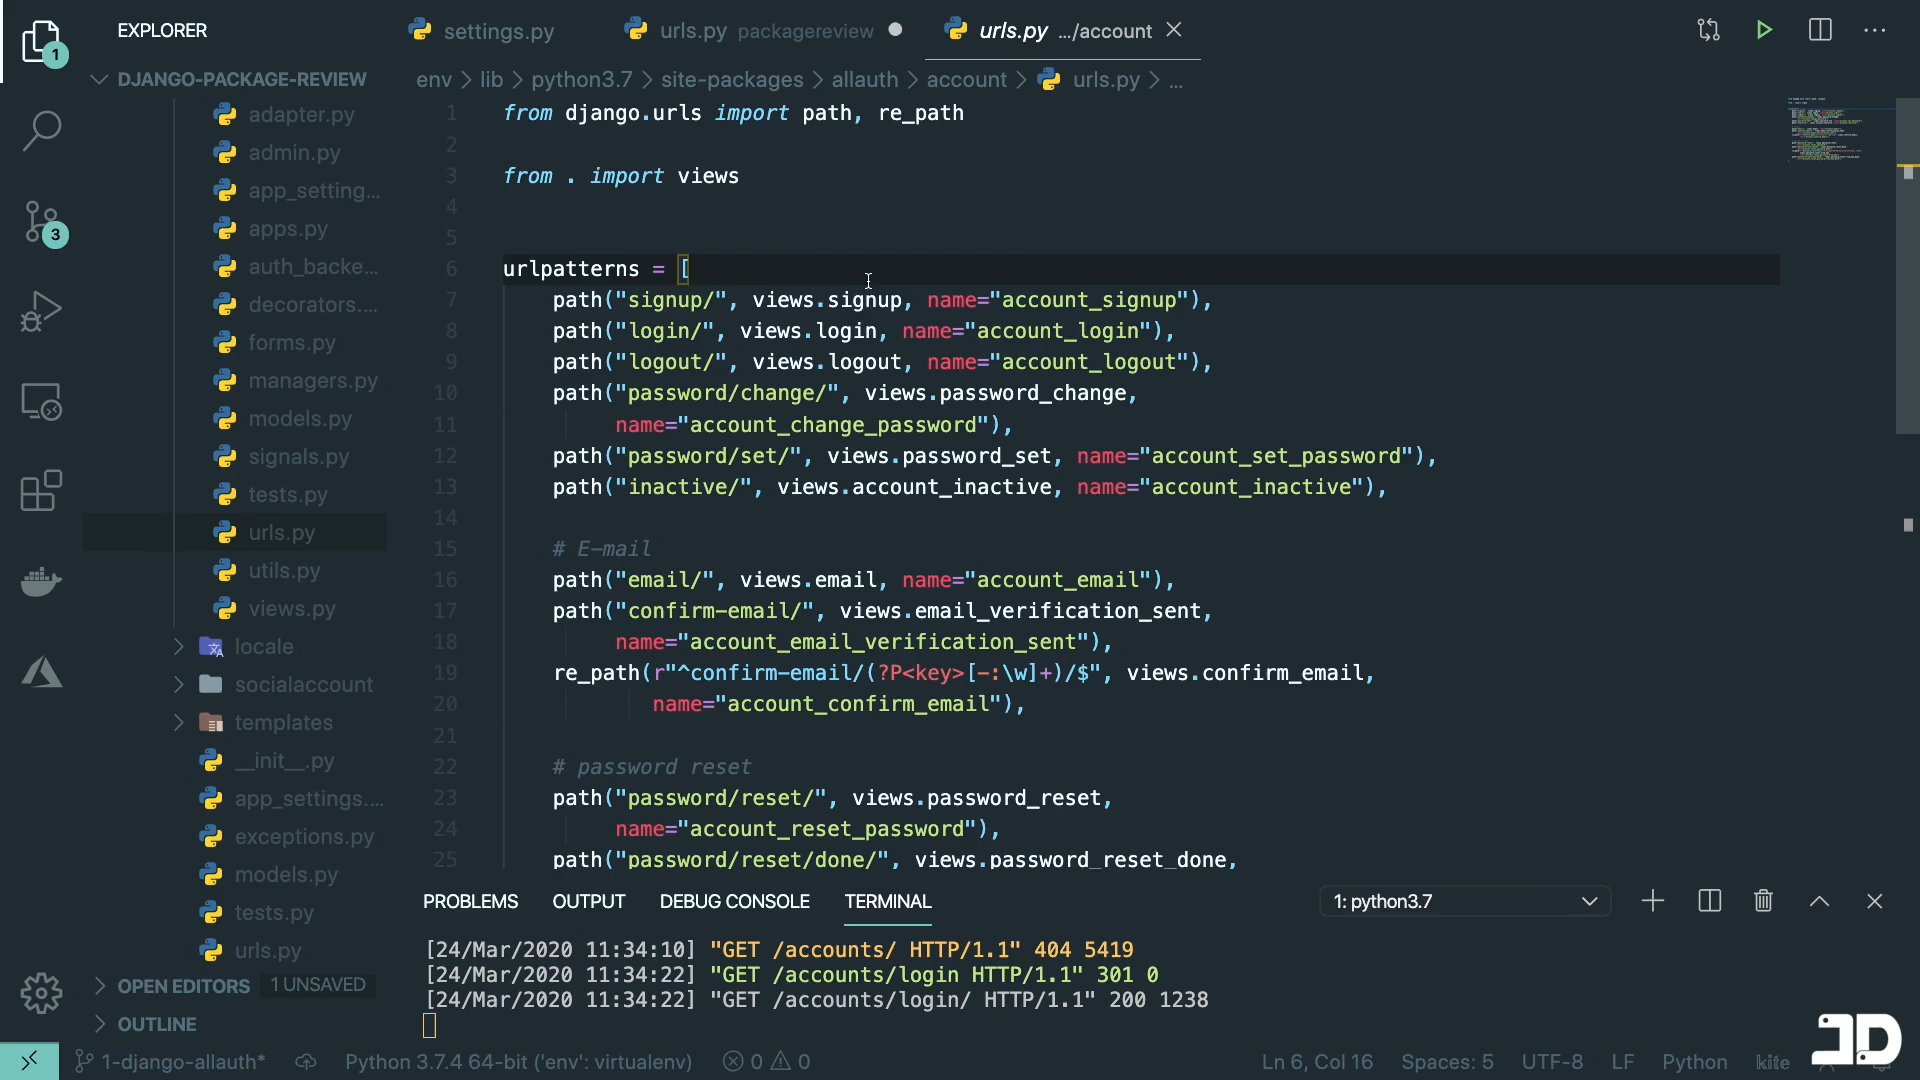 EXPLORER
settings.py
urls.py packagereview
urls.py .../account
1
DJANGO-PACKAGE-REVIEW
env > lib > python3.7 > site-packages > allauth > account > urls.py > ...
adapter.py
admin.py
app_setting...
apps.py
auth_backe...
decorators....
forms.py
managers.py
models.py
signals.py
tests.py
urls.py
utils.py
views.py
locale
socialaccount
templates
__init__.py
app_settings....
exceptions.py
models.py
tests.py
urls.py
3
OPEN EDITORS 1 UNSAVED
OUTLINE
1 from django.urls import path, re_path
2
3 from . import views
4
5
6 urlpatterns = [
7 path("signup/", views.signup, name="account_signup"),
8 path("login/", views.login, name="account_login"),
9 path("logout/", views.logout, name="account_logout"),
10 path("password/change/", views.password_change,
11 name="account_change_password"),
12 path("password/set/", views.password_set, name="account_set_password"),
13 path("inactive/", views.account_inactive, name="account_inactive"),
14
15 # E-mail
16 path("email/", views.email, name="account_email"),
17 path("confirm-email/", views.email_verification_sent,
18 name="account_email_verification_sent"),
19 re_path(r"^confirm-email/(?P<key>[-:\w]+)/$", views.confirm_email,
20 name="account_confirm_email"),
21
22 # password reset
23 path("password/reset/", views.password_reset,
24 name="account_reset_password"),
25 path("password/reset/done/", views.password_reset_done,
PROBLEMS OUTPUT DEBUG CONSOLE TERMINAL 1: python3.7
[24/Mar/2020 11:34:10] "GET /accounts/ HTTP/1.1" 404 5419
[24/Mar/2020 11:34:22] "GET /accounts/login HTTP/1.1" 301 0
[24/Mar/2020 11:34:22] "GET /accounts/login/ HTTP/1.1" 200 1238
1-django-allauth* Python 3.7.4 64-bit ('env': virtualenv) 0 0 Ln 6, Col 16 Spaces: 5 UTF-8 LF Python kite
JD